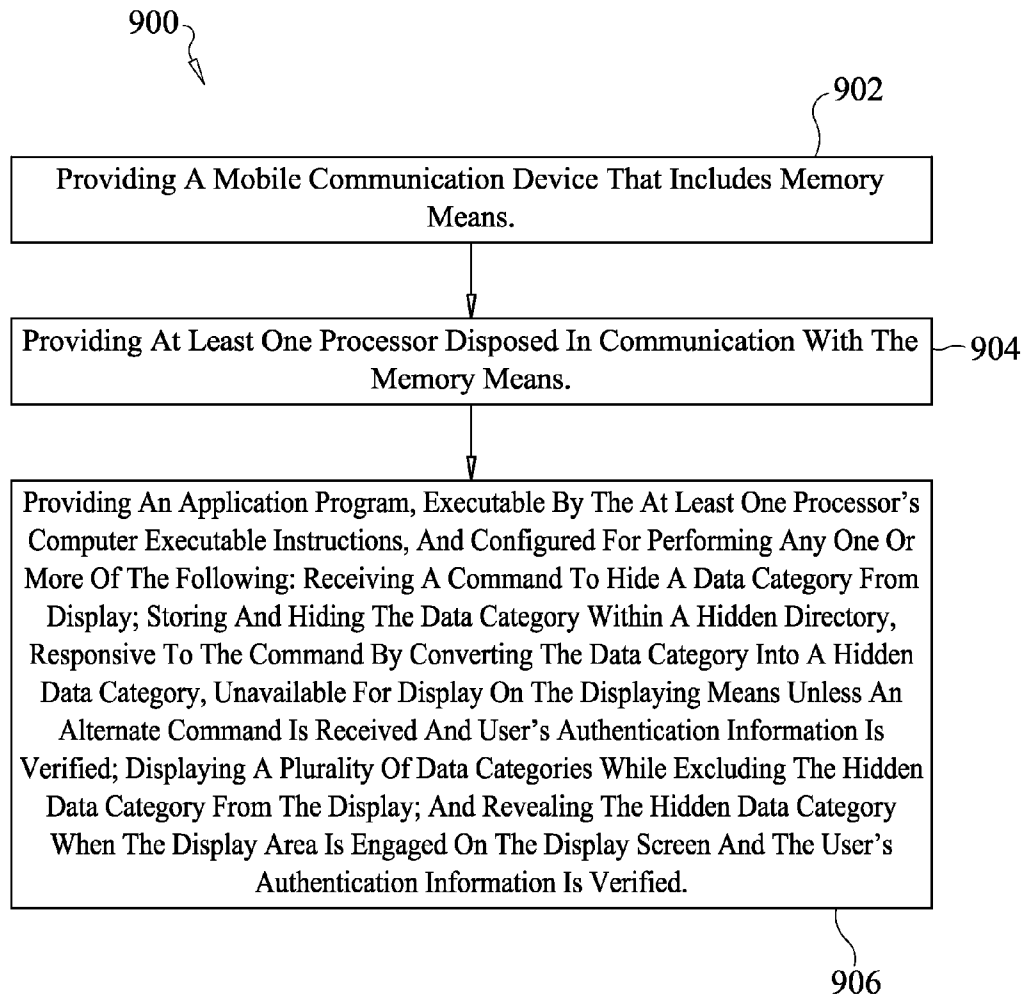 900
902
Providing A Mobile Communication Device That Includes Memory
Means.
Providing At Least One Processor Disposed In Communication With The
Memory Means.
904
Providing An Application Program, Executable By The At Least One Processor's
Computer Executable Instructions, And Configured For Performing Any One Or
More Of The Following: Receiving A Command To Hide A Data Category From
Display; Storing And Hiding The Data Category Within A Hidden Directory,
Responsive To The Command By Converting The Data Category Into A Hidden
Data Category, Unavailable For Display On The Displaying Means Unless An
Alternate Command Is Received And User's Authentication Information Is
Verified; Displaying A Plurality Of Data Categories While Excluding The Hidden
Data Category From The Display; And Revealing The Hidden Data Category
When The Display Area Is Engaged On The Display Screen And The User's
Authentication Information Is Verified.
906